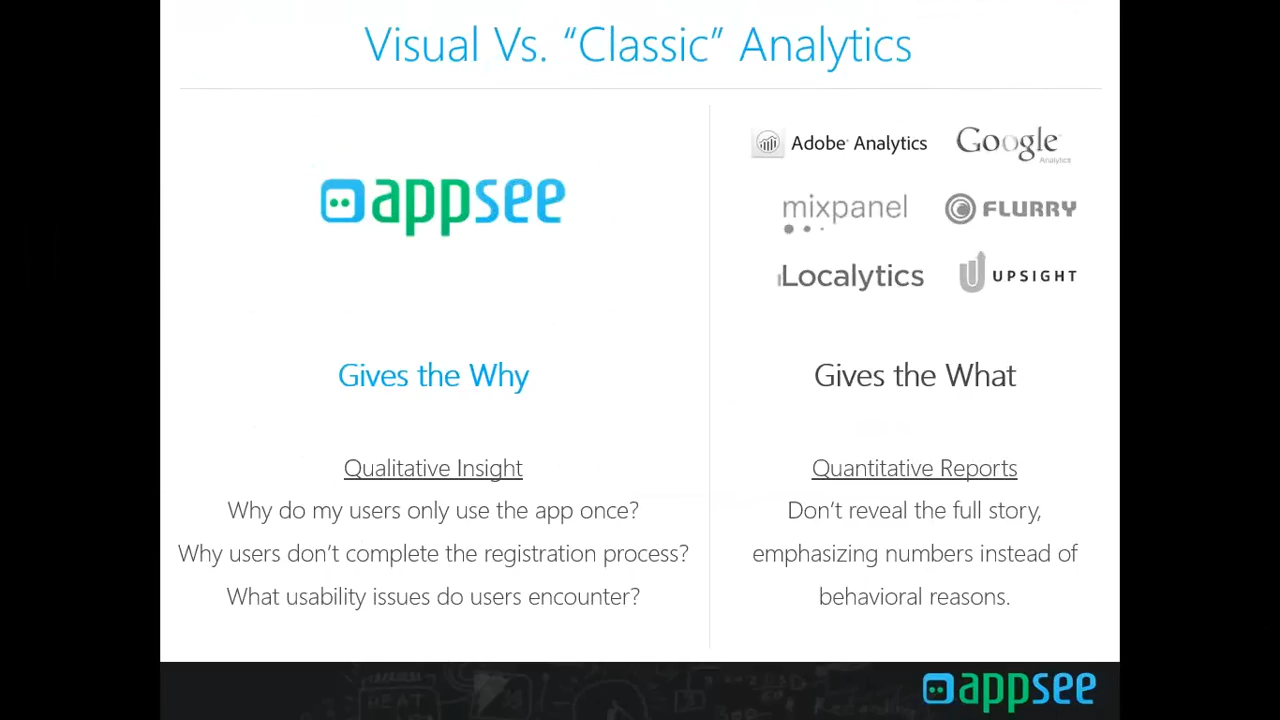 Visual Vs. “Classic” Analytics
appsee
Gives the Why
Qualitative Insight
Why do my users only use the app once?
Why users don’t complete the registration process?
What usability issues do users encounter?
Adobe® Analytics
Google
Analytics
mixpanel
FLURRY
Localytics
UPSIGHT
Gives the What
Quantitative Reports
Don’t reveal the full story,
emphasizing numbers instead of
behavioral reasons.
HEAT
appsee